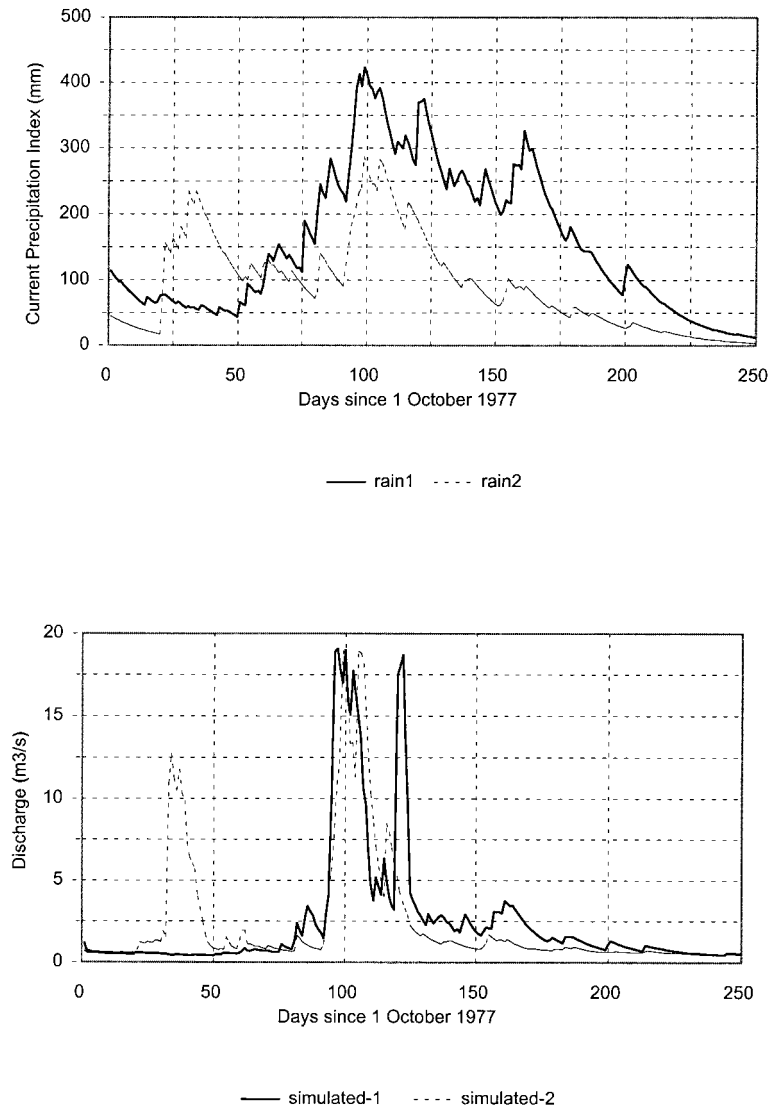 500
400
300
200
100
0
Current Precipitation Index (mm)
0 50 100 150 200 250
Days since 1 October 1977
rain1 rain2
20
15
10
5
0
Discharge (m3/s)
0 50 100 150 200 250
Days since 1 October 1977
simulated-1 simulated-2